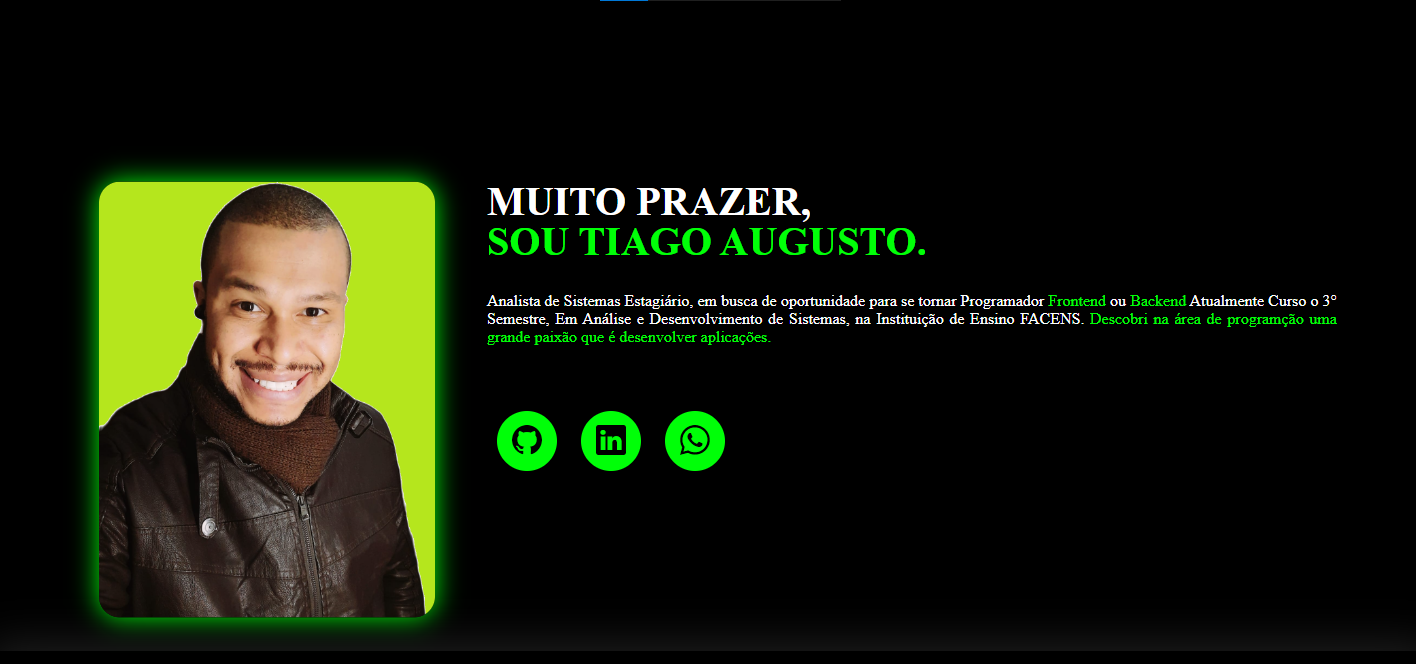 MUITO PRAZER,
SOU TIAGO AUGUSTO.
Analista de Sistemas Estagiário, em busca de oportunidade para se tornar Programador Frontend ou Backend Atualmente Curso o 3°
Semestre, Em Análise e Desenvolvimento de Sistemas, na Instituição de Ensino FACENS. Descobri na área de programção uma
grande paixão que é desenvolver aplicações.
in